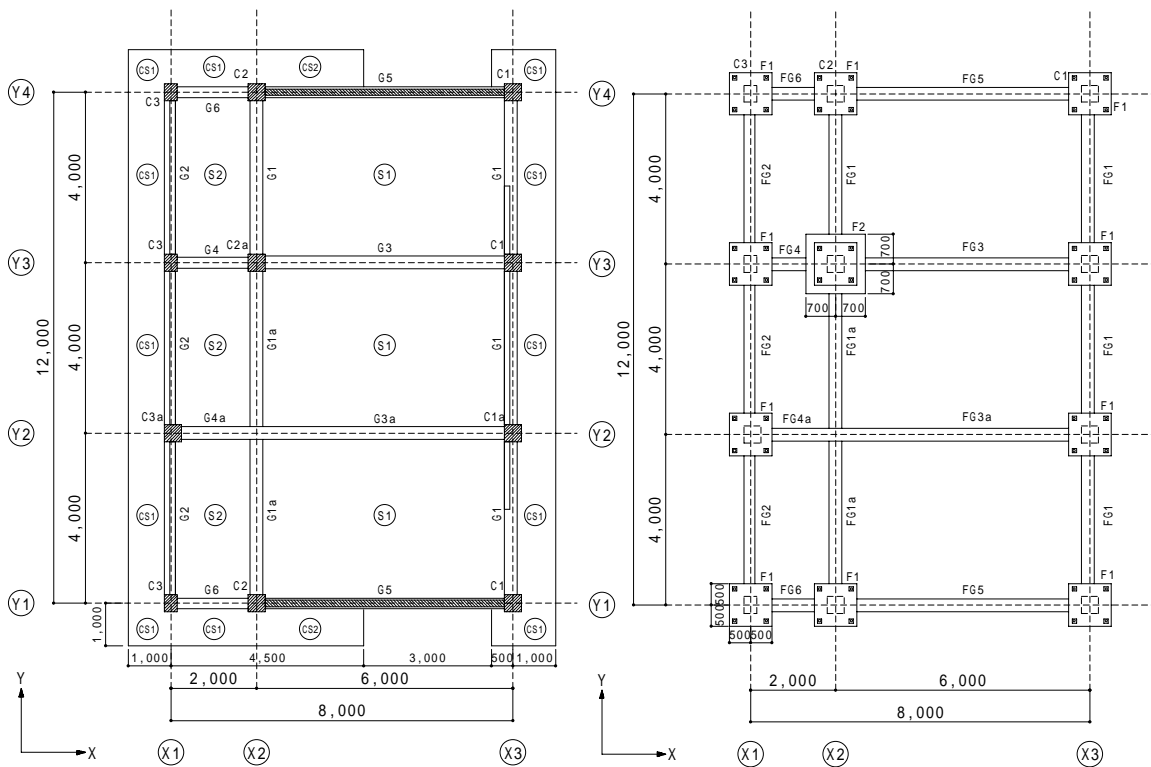 CS1 CS1 C2 CS2 G5 C1 CS1
Y4
C3 G6
4,000
CS1 G2 S2 G1 S1 G1 CS1
C3 G4 C2a G3 C1
Y3
12,000
4,000
CS1 G2 S2 G1a S1 G1 CS1
C3a G4a G3a C1a
Y2
4,000
CS1 G2 S2 G1a S1 G1 CS1
C3 G6 C2 G5 C1
Y1
1,000
CS1 CS1 CS2 CS1
1,000 4,500 3,000 500 1,000
2,000 6,000
8,000
Y
X
X1 X2 X3
C3 F1 C2 F1 C1
FG6 FG5
Y4
F1
4,000
FG2 FG1 FG1
F1 F2 F1
FG4 FG3
700
Y3
700
700 700
12,000
4,000
FG2 FG1a FG1
F1 F1
FG4a FG3a
Y2
4,000
FG2 FG1a FG1
F1 F1 F1
FG6 FG5
500 500
Y1
500 500
2,000 6,000
8,000
Y
X
X1 X2 X3